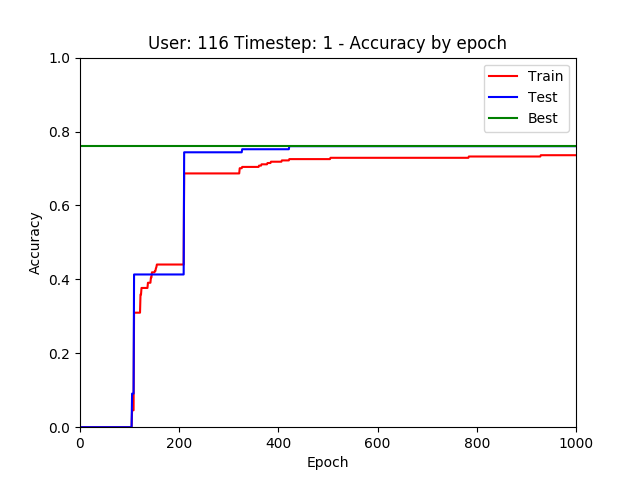 User: 116 Timestep: 1 - Accuracy by epoch
1.0
0.8
0.6
0.4
0.2
0.0
Accuracy
Train
Test
Best
0 200 400 600 800 1000
Epoch